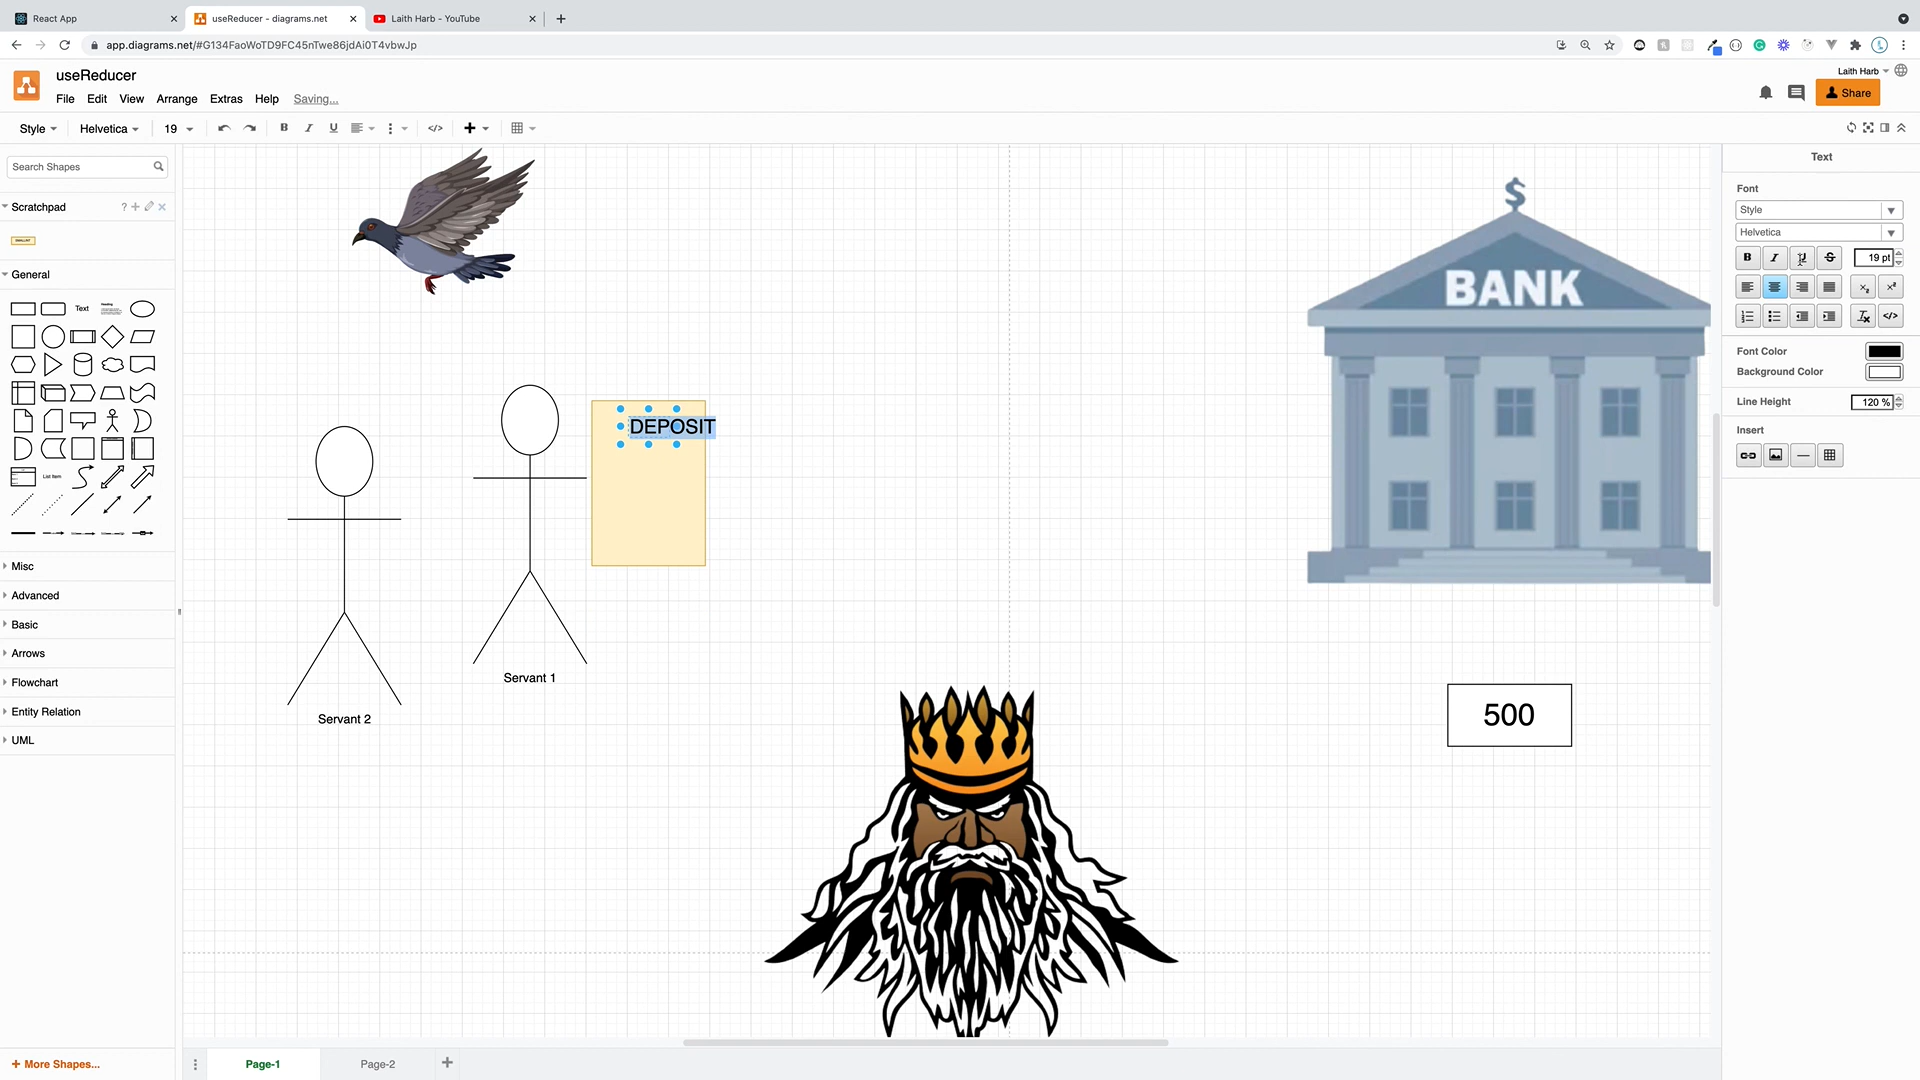 React App
useReducer - diagrams.net
Laith Harb - YouTube
app.diagrams.net/#G134FaoWoTD9FC45nTwe86jdAi0T4vbwJp
useReducer
File Edit View Arrange Extras Help Saving...
Laith Harb
Share
Style Helvetica 19
Search Shapes
Scratchpad
General
Text
Heading
List Item
Misc
Advanced
Basic
Arrows
Flowchart
Entity Relation
UML
+ More Shapes...
BANK
DEPOSIT
Servant 1
Servant 2
500
Page-1
Page-2
Text
Font
Style
Helvetica
19 pt
Font Color
Background Color
Line Height
120 %
Insert